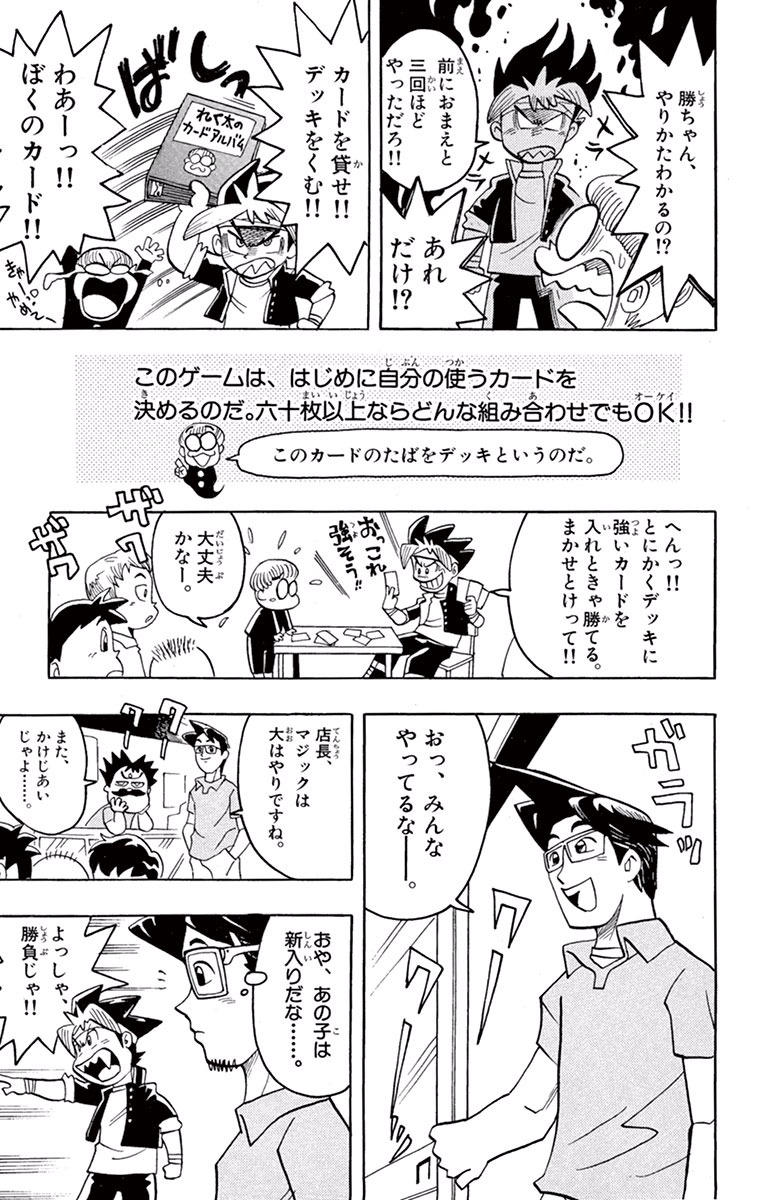 勝ちゃん、
やりかたわかるの!?
前におまえと
三回ほど
やっただろ!!
あれ
だけ!?
カードを貸せ!!
デッキをくむ!!
ばっ
れく太の
カードアルバム
わあーっ!!
ぼくのカード!!
きゃー!!
やめて〜
このゲームは、はじめに自分の使うカードを
決めるのだ。六十枚以上ならどんな組み合わせでもOK!!
このカードのたばをデッキというのだ。
へんっ!!
とにかくデッキに
強いカードを
入れときゃ勝てる。
まかせとけって!!
おっこれ
強そう!!
大丈夫
かなー。
ザワ
ザワ
ガラッ
おっ、みんな
やってるなー。
ワワ
店長、
マジックは
大はやりですね。
また、
かけじあい
じゃよ……。
おや、あの子は
新入りだな……。
よっしゃ、
勝負じゃ!!